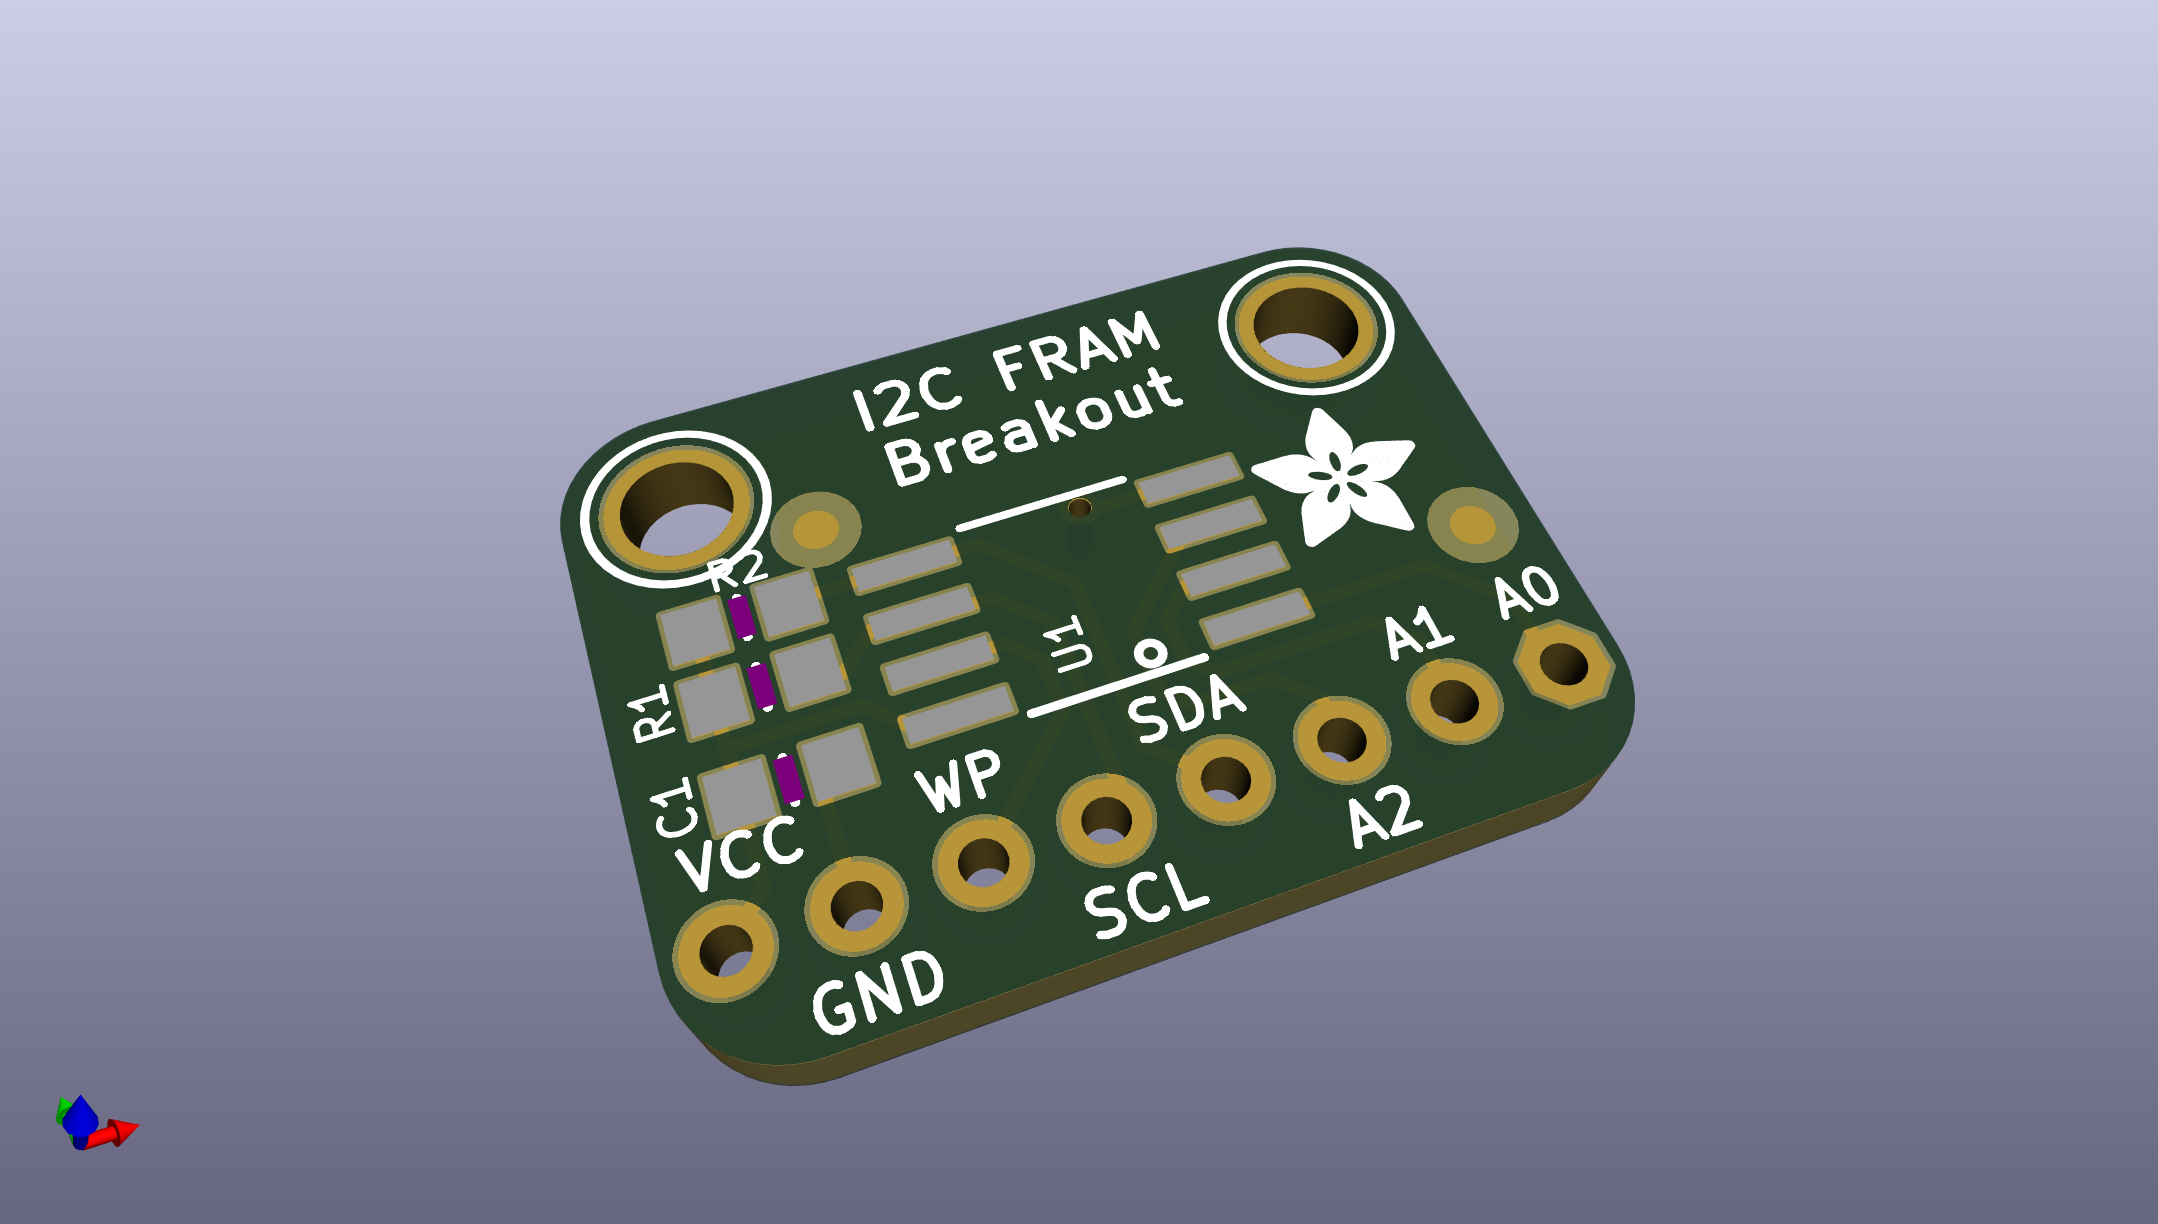 I2C FRAM
Breakout
R2
R1
U1
C1
A0
A1
SDA
WP
A2
VCC
SCL
GND